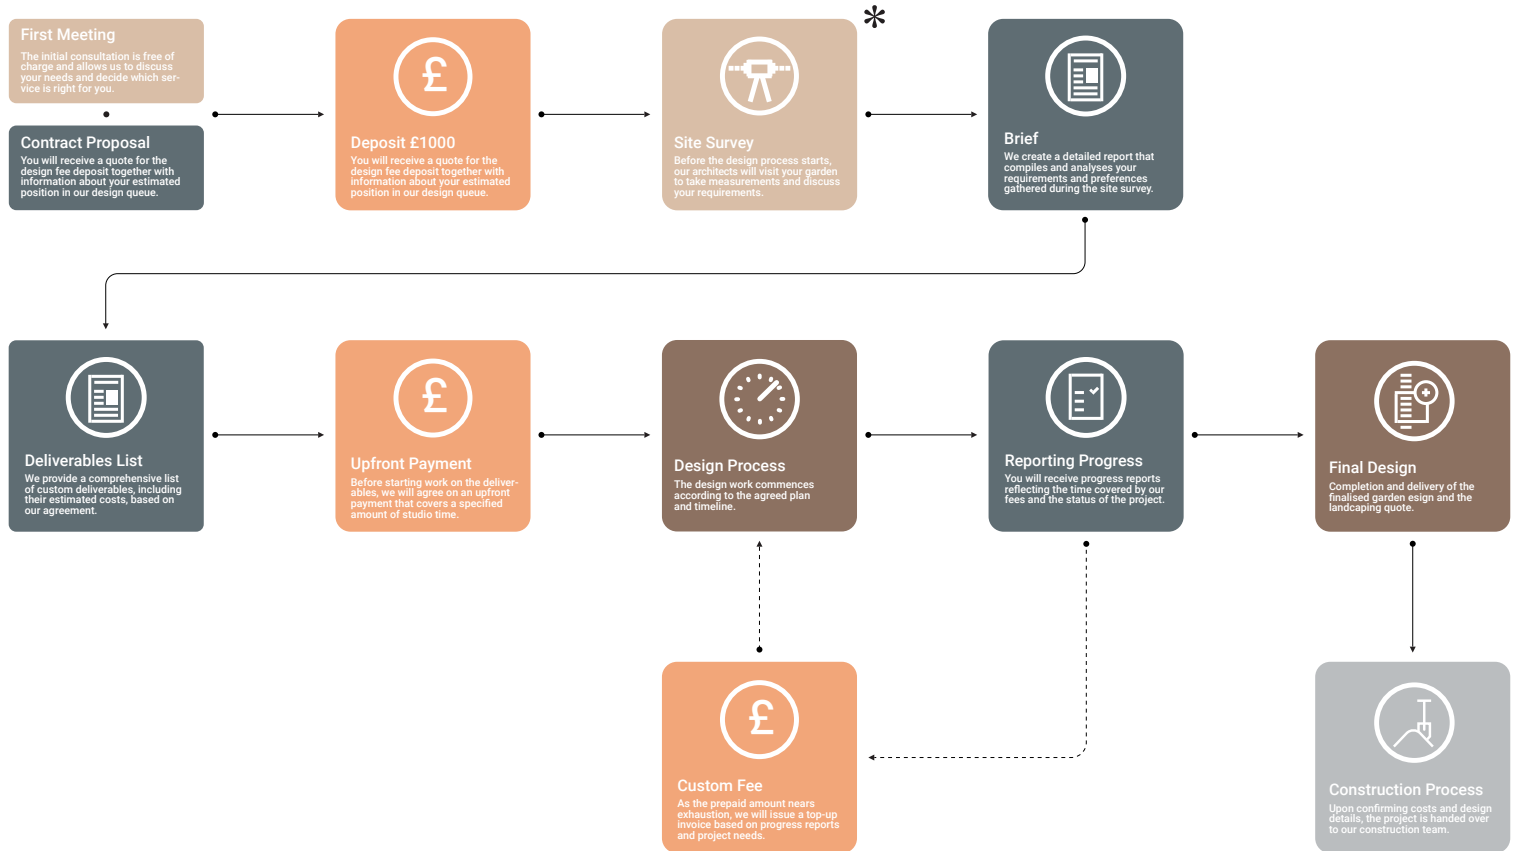 First Meeting
The initial consultation is free of
charge and allows us to discuss
your needs and decide which ser-
vice is right for you.
Contract Proposal
You will receive a quote for the
design fee deposit together with
information about your estimated
position in our design queue.
£
Deposit £1000
You will receive a quote for the
design fee deposit together with
information about your estimated
position in our design queue.
*
Site Survey
Before the design process starts,
our architects will visit your garden
to take measurements and discuss
your requirements.
Brief
We create a detailed report that
compiles and analyses your
requirements and preferences
gathered during the site survey.
Deliverables List
We provide a comprehensive list
of custom deliverables, including
their estimated costs, based on
our agreement.
£
Upfront Payment
Before starting work on the deliver-
ables, we will agree on an upfront
payment that covers a specified
amount of studio time.
Design Process
The design work commences
according to the agreed plan
and timeline.
Reporting Progress
You will receive progress reports
reflecting the time covered by our
fees and the status of the project.
Final Design
Completion and delivery of the
finalised garden esign and the
landcaping quote.
£
Custom Fee
As the prepaid amount nears
exhaustion, we will issue a top-up
invoice based on progress reports
and project needs.
Construction Process
Upon confirming costs and design
details, the project is handed over
to our construction team.